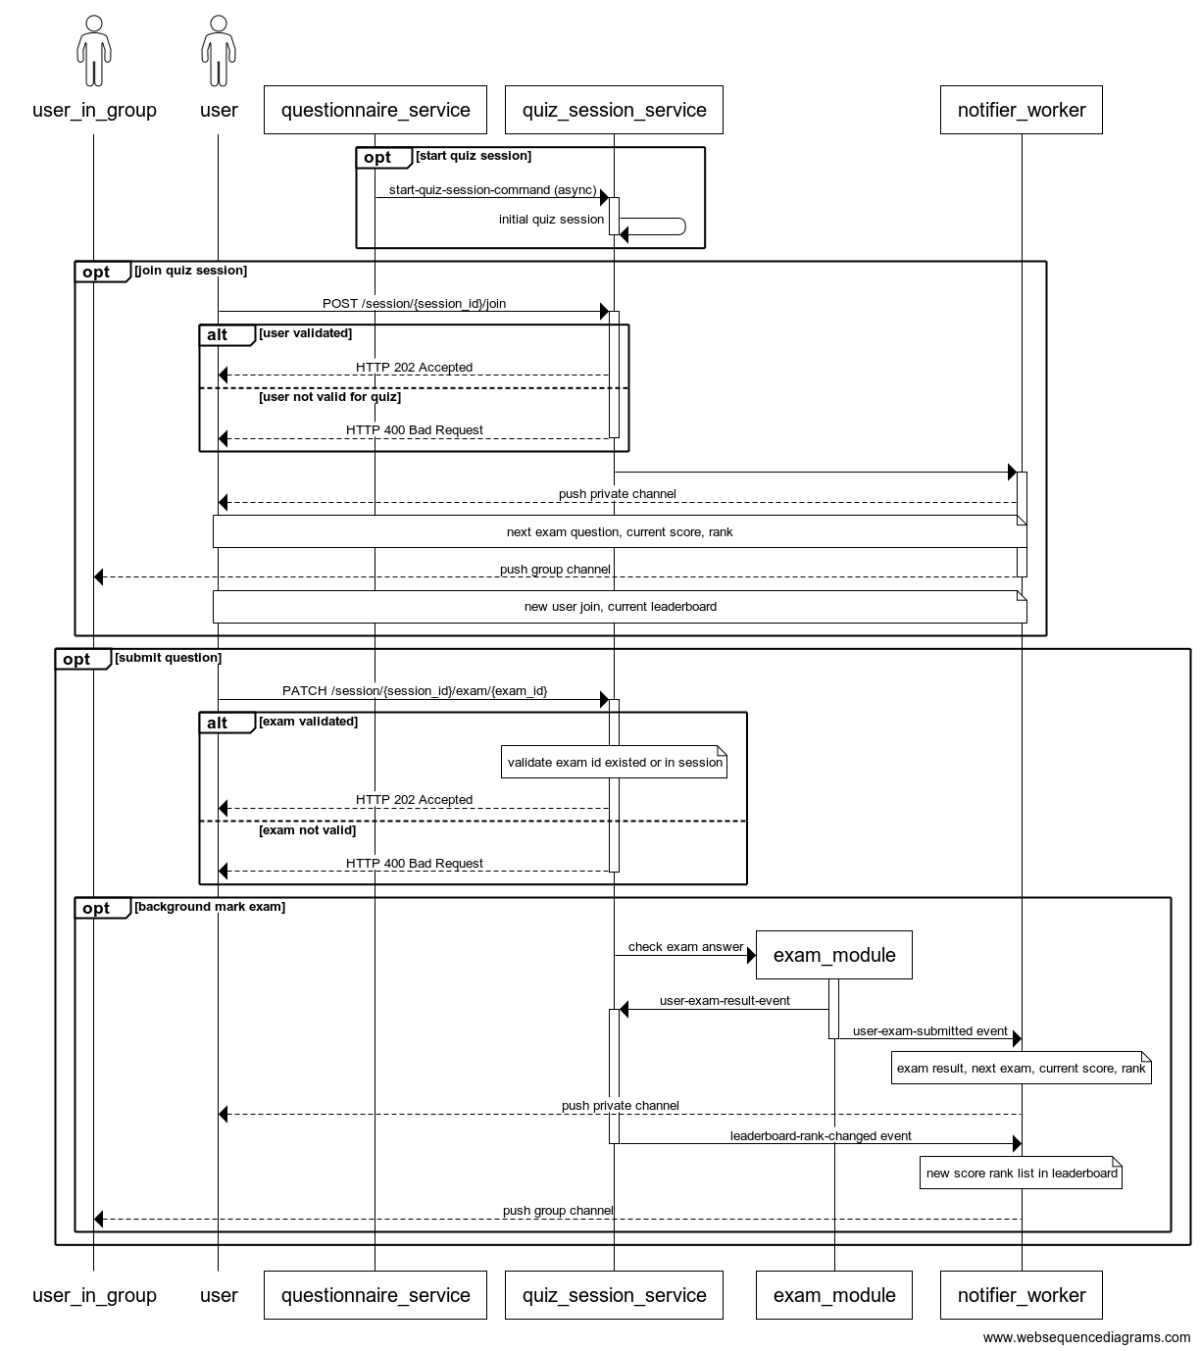 user_in_group
user
questionnaire_service
quiz_session_service
notifier_worker
opt
[start quiz session]
start-quiz-session-command (async)
initial quiz session
opt
[join quiz session]
POST /session/{session_id}/join
alt
[user validated]
HTTP 202 Accepted
[user not valid for quiz]
HTTP 400 Bad Request
push private channel
next exam question, current score, rank
push group channel
new user join, current leaderboard
opt
[submit question]
PATCH /session/{session_id}/exam/{exam_id}
alt
[exam validated]
validate exam id existed or in session
HTTP 202 Accepted
[exam not valid]
HTTP 400 Bad Request
opt
[background mark exam]
check exam answer
exam_module
user-exam-result-event
user-exam-submitted event
exam result, next exam, current score, rank
push private channel
leaderboard-rank-changed event
new score rank list in leaderboard
push group channel
user_in_group
user
questionnaire_service
quiz_session_service
exam_module
notifier_worker
www.websequencediagrams.com